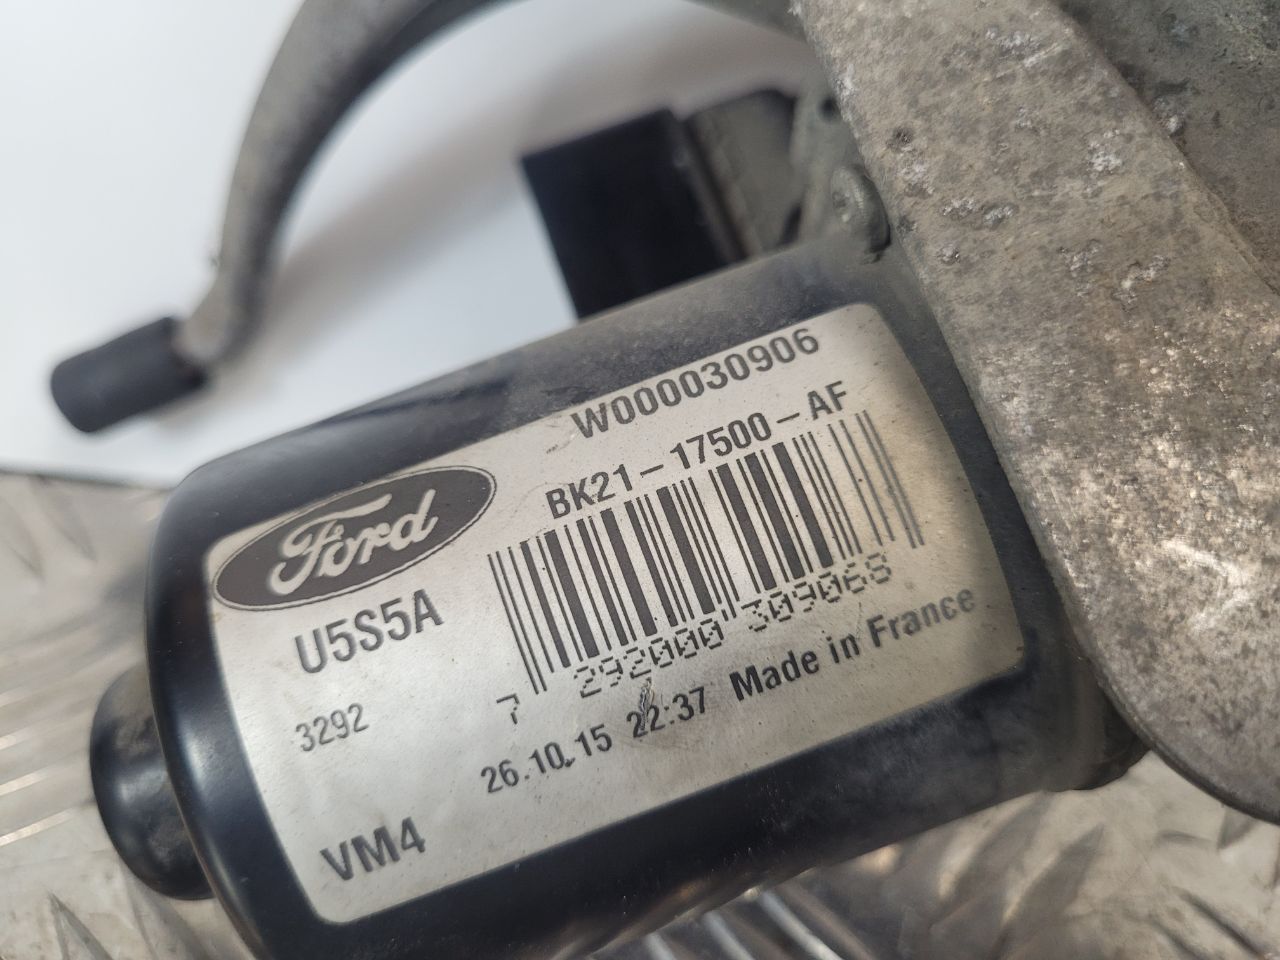 W000030906
BK21-17500-AF
Ford
U5S5A
7 292000 309068
3292
26.10.15 22:37 Made in France
VM4